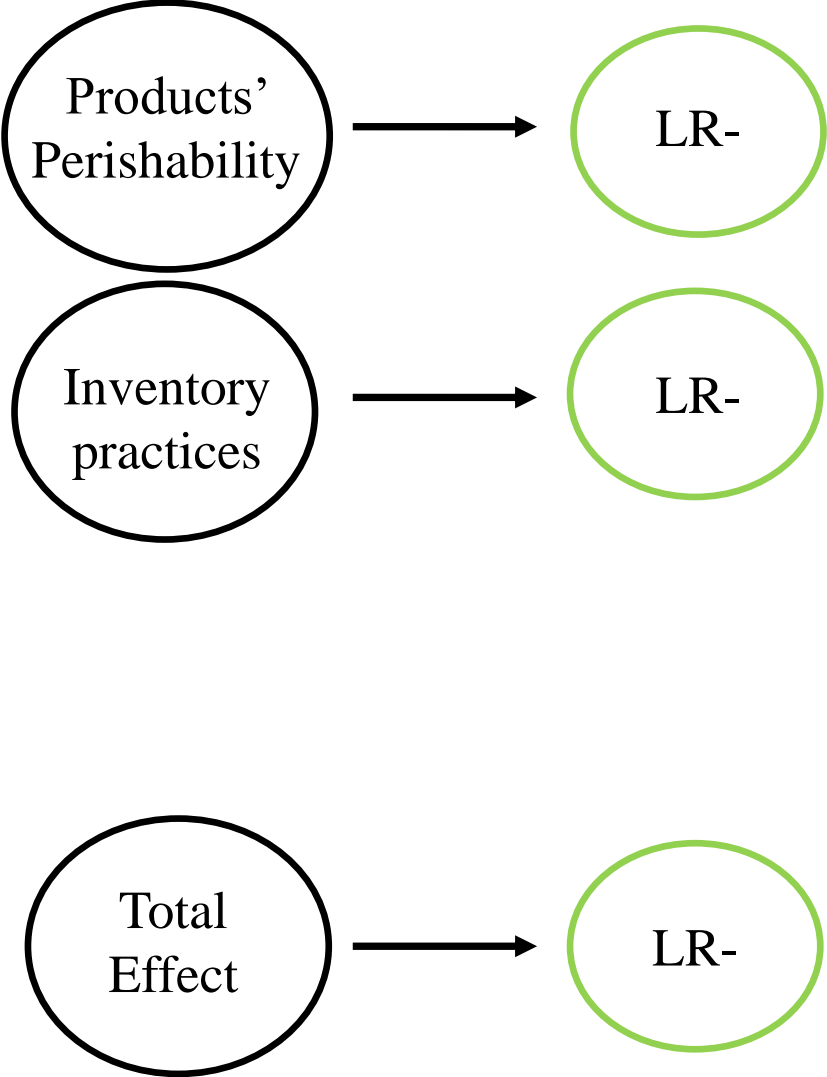 Products’
Perishability
LR-
Inventory
practices
LR-
Total
Effect
LR-